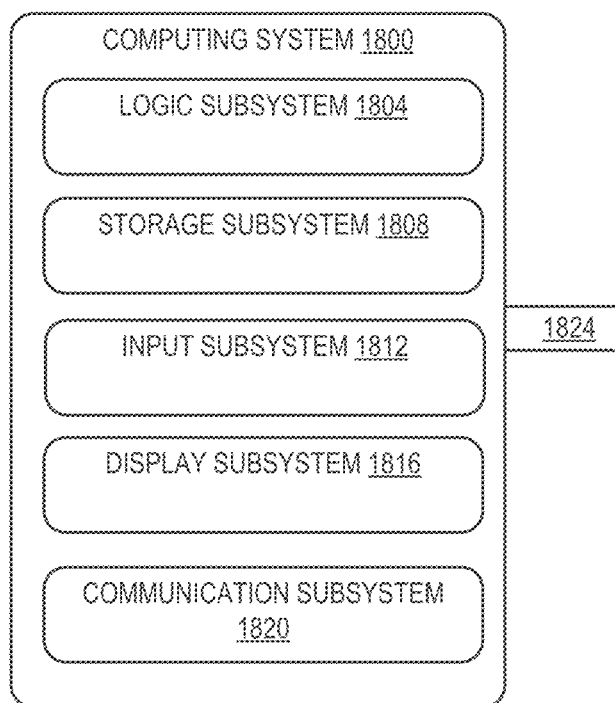 COMPUTING SYSTEM 1800
LOGIC SUBSYSTEM 1804
STORAGE SUBSYSTEM 1808
INPUT SUBSYSTEM 1812
1824
DISPLAY SUBSYSTEM 1816
COMMUNICATION SUBSYSTEM
1820